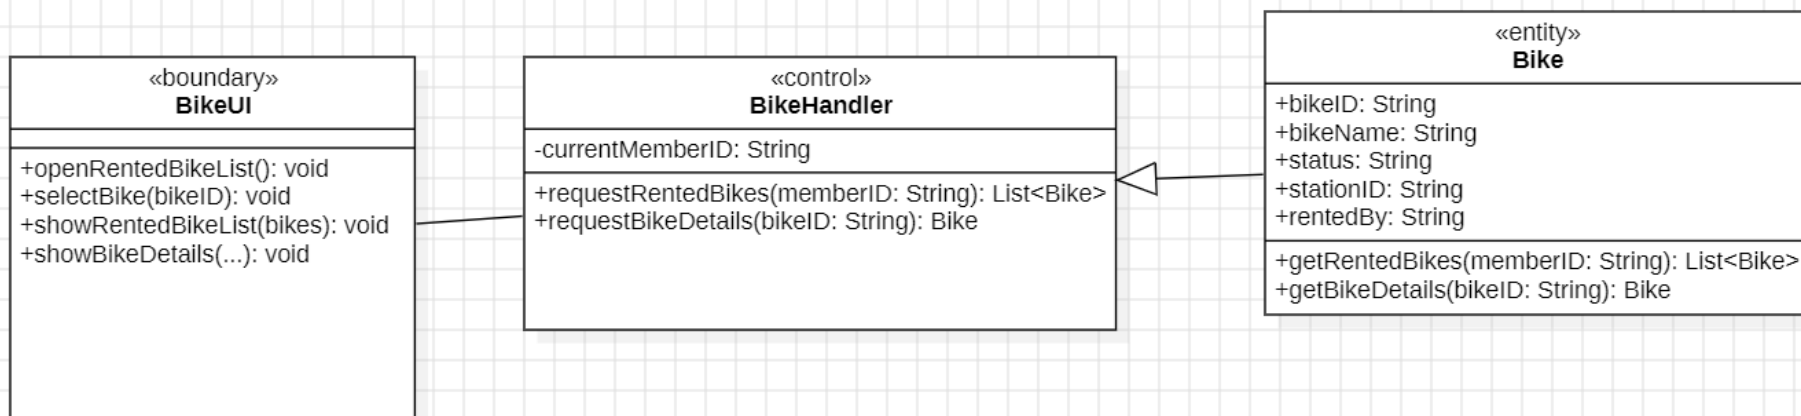 «boundary»
BikeUI
+openRentedBikeList(): void
+selectBike(bikeID): void
+showRentedBikeList(bikes): void
+showBikeDetails(...): void
«control»
BikeHandler
-currentMemberID: String
+requestRentedBikes(memberID: String): List<Bike>
+requestBikeDetails(bikeID: String): Bike
«entity»
Bike
+bikeID: String
+bikeName: String
+status: String
+stationID: String
+rentedBy: String
+getRentedBikes(memberID: String): List<Bike>
+getBikeDetails(bikeID: String): Bike